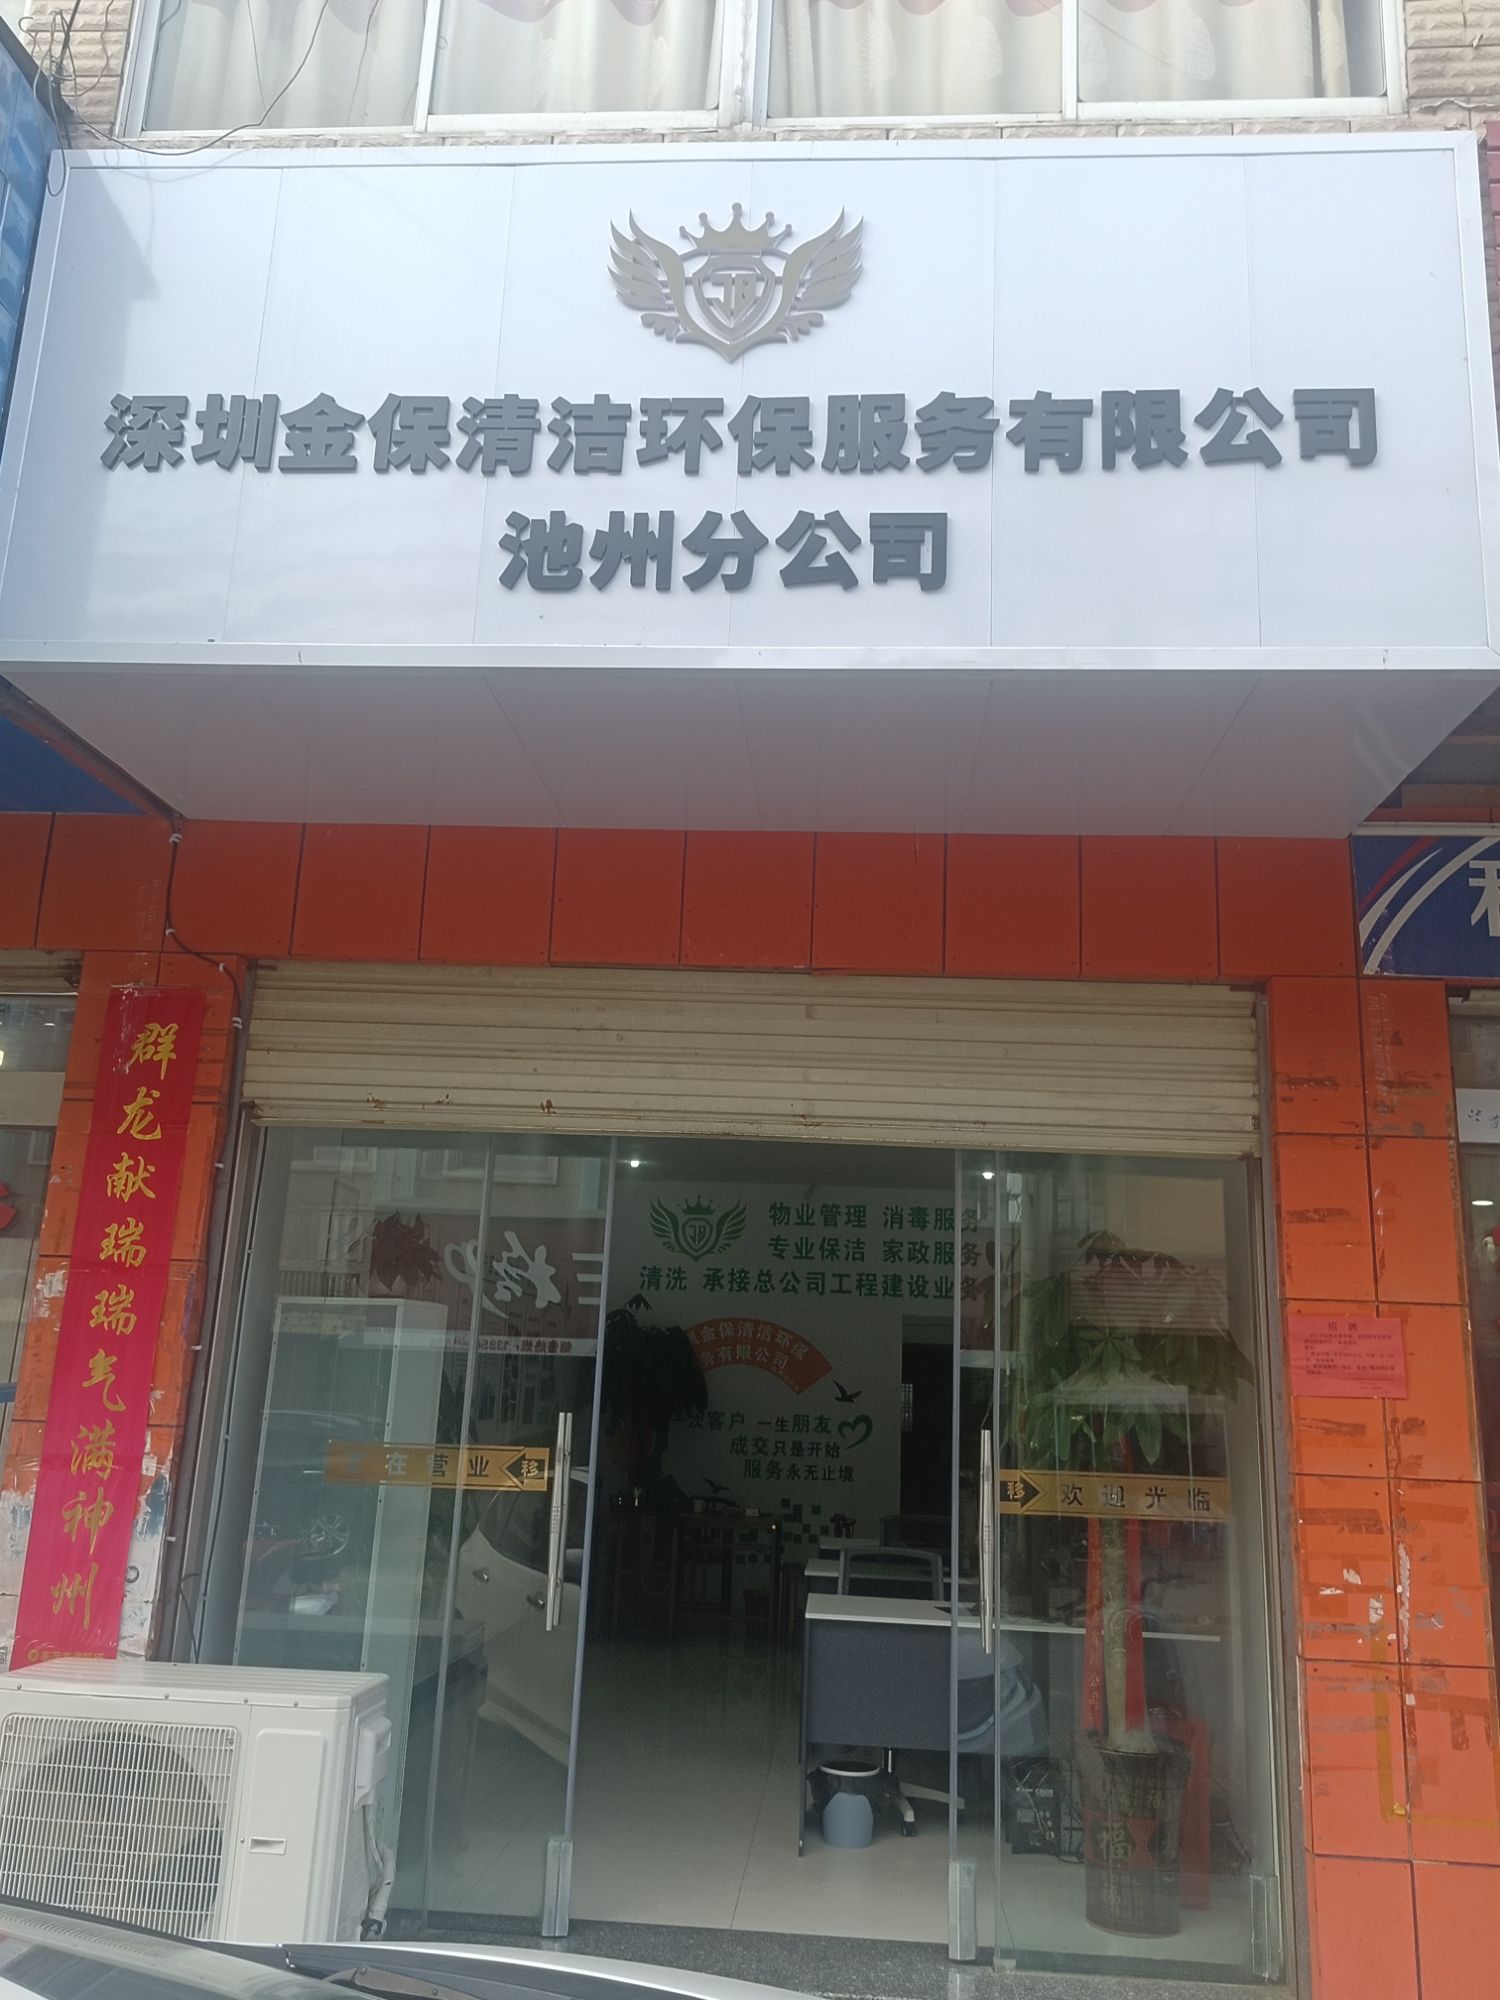 JB
深圳金保清洁环保服务有限公司
池州分公司
群龙献瑞瑞气满神州
JB
物业管理 消毒服务
专业保洁 家政服务
清洗 承接总公司工程建设业务
金保清洁环保
务有限公司
一次客户 一生朋友
成交只是开始
服务永无止境
在营业 移
移 欢迎光临
招聘
福